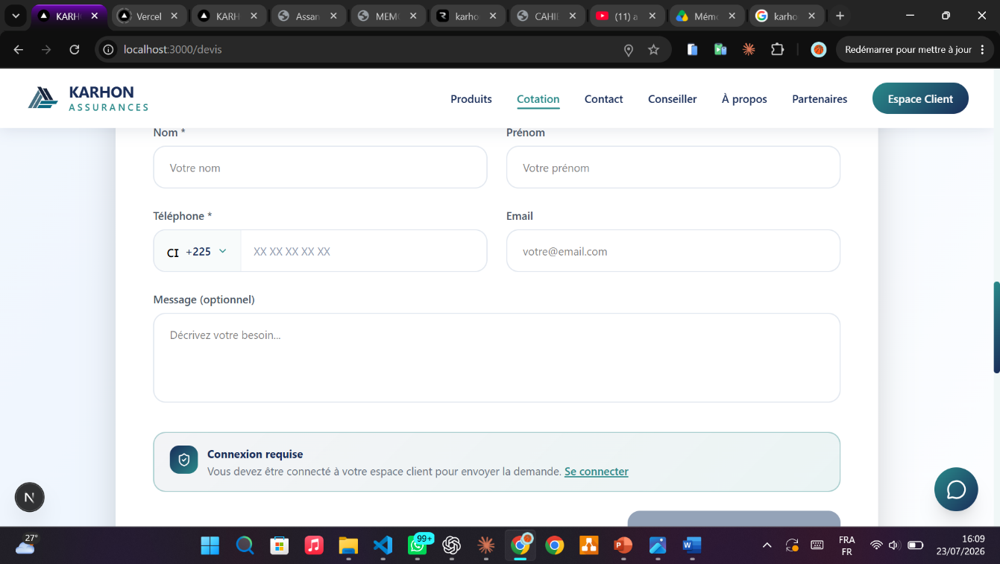 KARH
Vercel
KARH
Assan
MEMO
karho
CAHI
(11) a
Mémo
karho
localhost:3000/devis
Redémarrer pour mettre à jour
KARHON
ASSURANCES
Produits
Cotation
Contact
Conseiller
À propos
Partenaires
Espace Client
Nom *
Prénom
Votre nom
Votre prénom
Téléphone *
Email
CI +225
XX XX XX XX XX
votre@email.com
Message (optionnel)
Décrivez votre besoin...
Connexion requise
Vous devez être connecté à votre espace client pour envoyer la demande. Se connecter
N
27°
99+
FRA
FR
16:09
23/07/2026